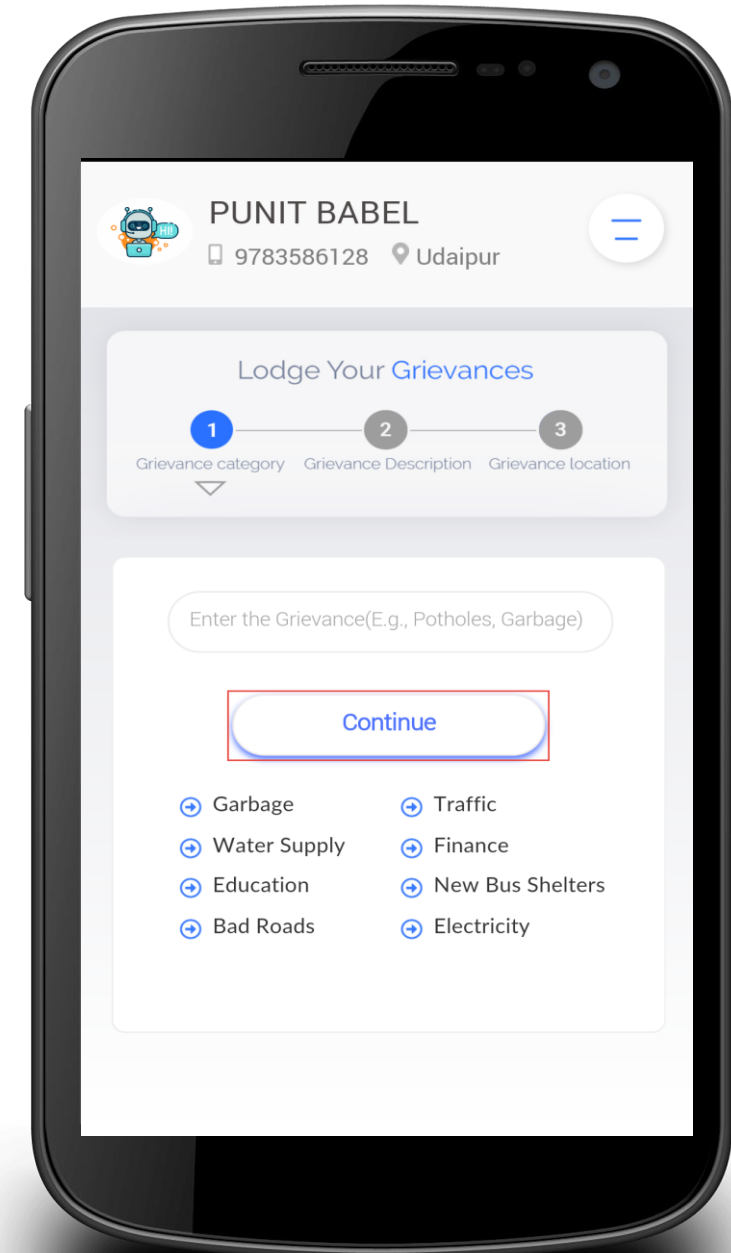 HI!
PUNIT BABEL
9783586128 Udaipur
Lodge Your Grievances
1 2 3
Grievance category Grievance Description Grievance location
Enter the Grievance(E.g., Potholes, Garbage)
Continue
Garbage Traffic
Water Supply Finance
Education New Bus Shelters
Bad Roads Electricity